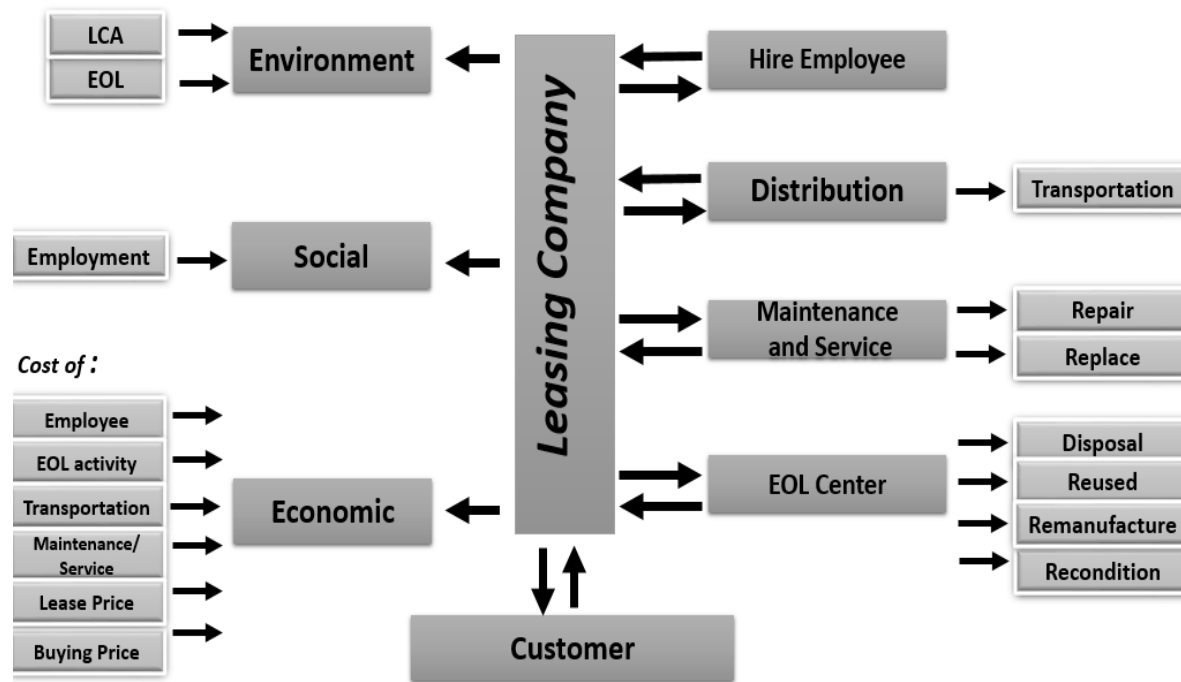 LCA
EOL
Environment
Employment
Social
Cost of :
Employee
EOL activity
Transportation
Maintenance/
Service
Lease Price
Buying Price
Economic
Leasing Company
Customer
Hire Employee
Distribution
Transportation
Maintenance
and Service
Repair
Replace
EOL Center
Disposal
Reused
Remanufacture
Recondition